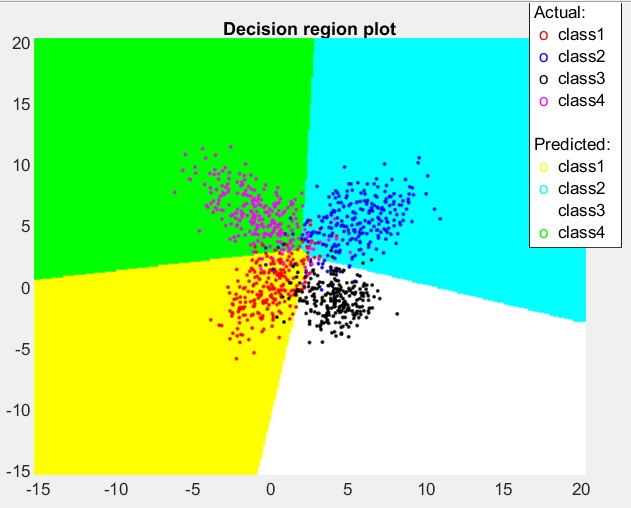 Decision region plot
Actual:
o class1
o class2
o class3
o class4
Predicted:
o class1
o class2
class3
o class4
20
15
10
5
0
-5
-10
-15
-15 -10 -5 0 5 10 15 20